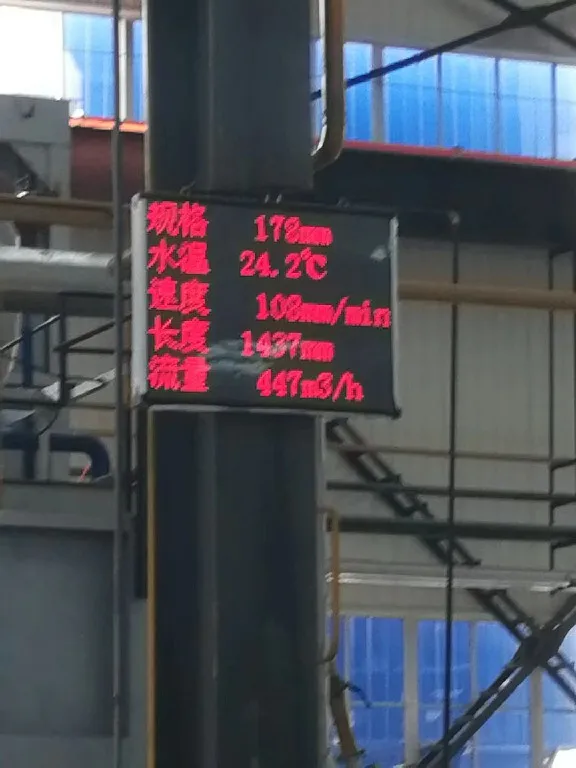 规格 178mm
水温 24.2℃
速度 108mm/min
长度 1437mm
流量 447m3/h